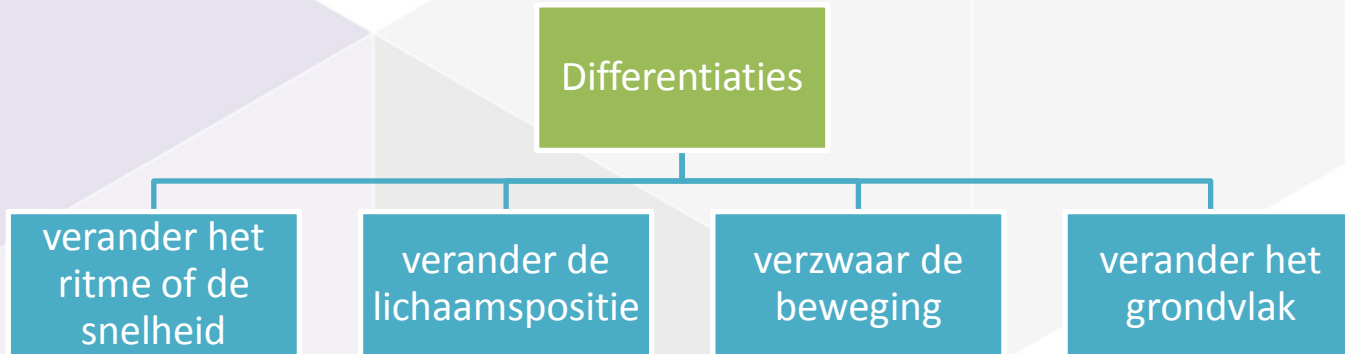 Differentiaties
verander het
ritme of de
snelheid
verander de
lichaamspositie
verzwaar de
beweging
verander het
grondvlak